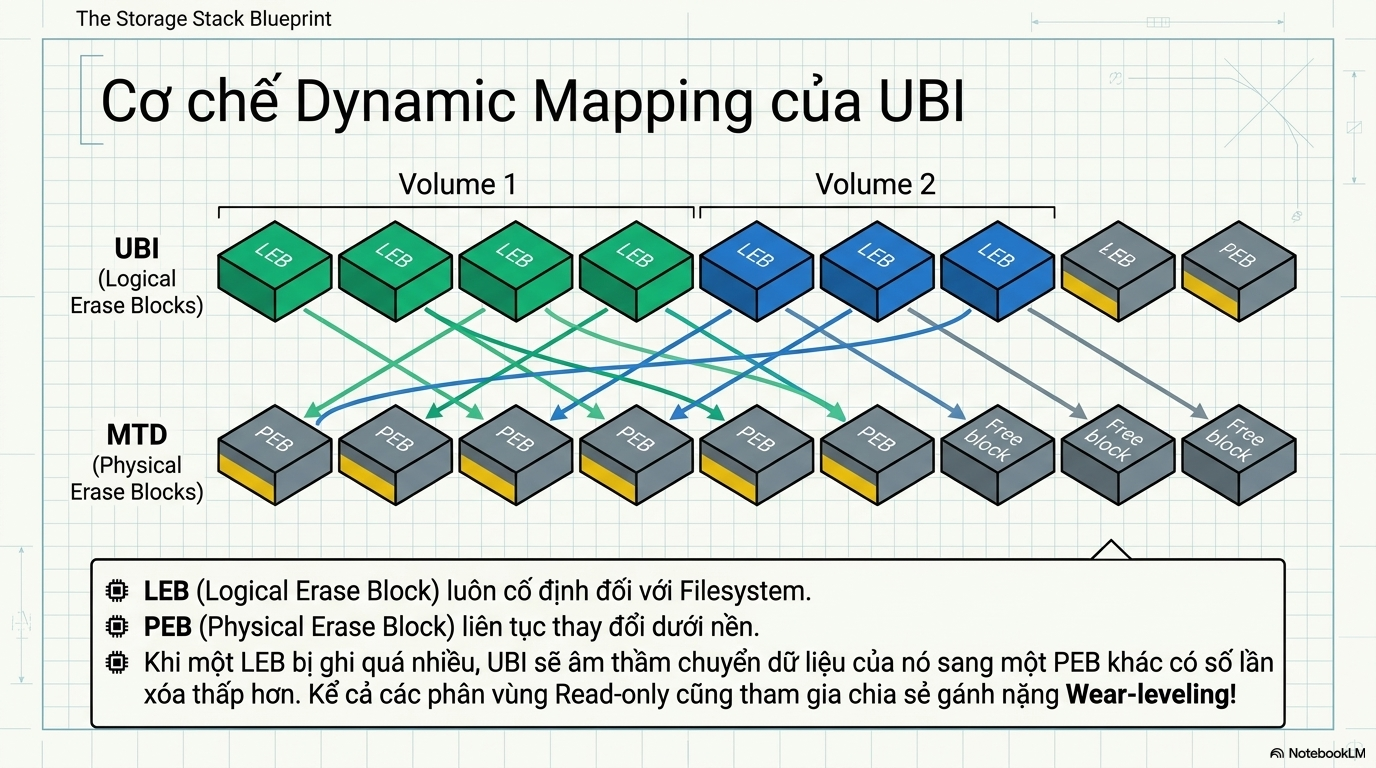 The Storage Stack Blueprint
Cơ chế Dynamic Mapping của UBI
Volume 1
Volume 2
UBI
(Logical
Erase Blocks)
LEB
LEB
LEB
LEB
LEB
LEB
LEB
LEB
PEB
MTD
(Physical
Erase Blocks)
PEB
PEB
PEB
PEB
PEB
PEB
Free
block
Free
block
Free
block
LEB (Logical Erase Block) luôn cố định đối với Filesystem.
PEB (Physical Erase Block) liên tục thay đổi dưới nền.
Khi một LEB bị ghi quá nhiều, UBI sẽ âm thầm chuyển dữ liệu của nó sang một PEB khác có số lần
xóa thấp hơn. Kể cả các phân vùng Read-only cũng tham gia chia sẻ gánh nặng Wear-leveling!
NotebookLM